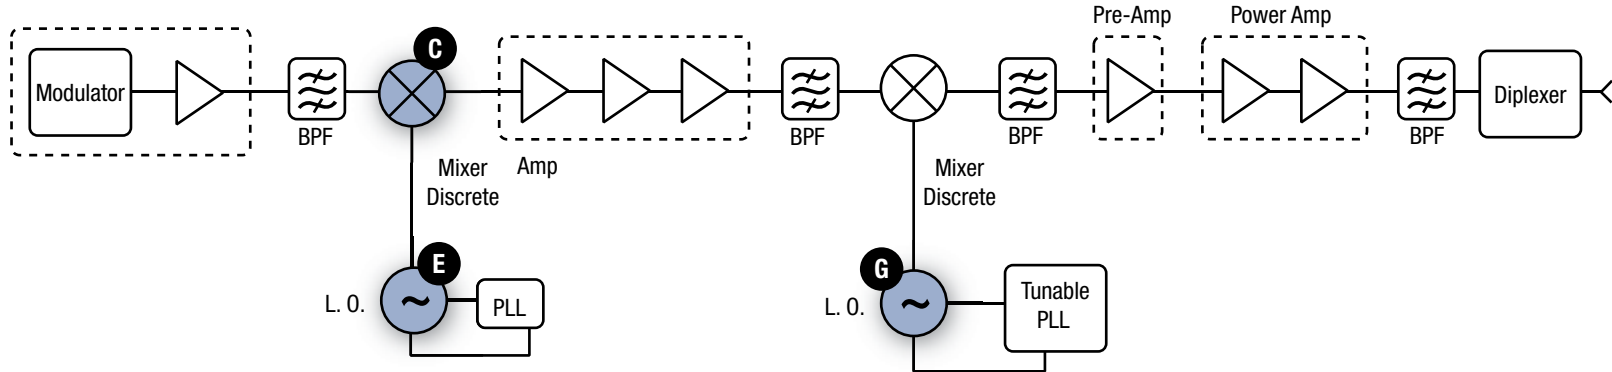 Pre-Amp
Power Amp
C
Modulator
Diplexer
BPF
BPF
BPF
BPF
Mixer
Discrete
Amp
Mixer
Discrete
E
G
L. O.
PLL
L. O.
Tunable
PLL